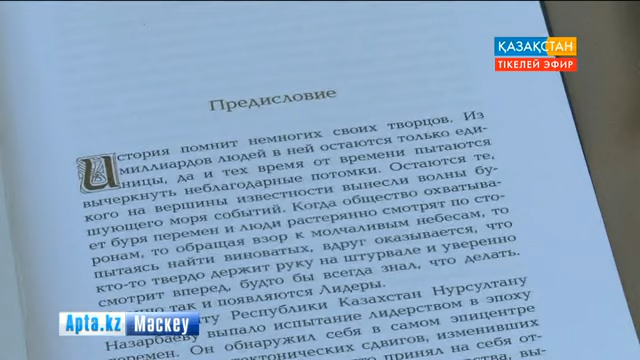 ҚАЗАҚСТАН
ТІКЕЛЕЙ ЭФИР
Предисловие
История помнит немногих своих творцов. Из
миллиардов людей в ней остаются только еди-
ницы, да и тех время от времени пытаются
вычеркнуть неблагодарные потомки. Остаются те,
кого на вершины известности вынесли волны бу-
шующего моря событий. Когда общество охватыва-
ет буря перемен и люди растерянно смотрят по сто-
ронам, то обращая взор к молчаливым небесам, то
пытаясь найти виноватых, вдруг оказывается, что
кто-то твердо держит руку на штурвале и уверенно
смотрит вперед, будто бы всегда знал, что делать.
но так и появляются Лидеры.
ту Республики Казахстан Нурсултану
Назарбаеву выпало испытание лидерством в эпоху
перемен. Он обнаружил себя в самом эпицентре
тонических сдвигов, изменивших
принял на себя от-
вы
Apta.kz Мәскеу